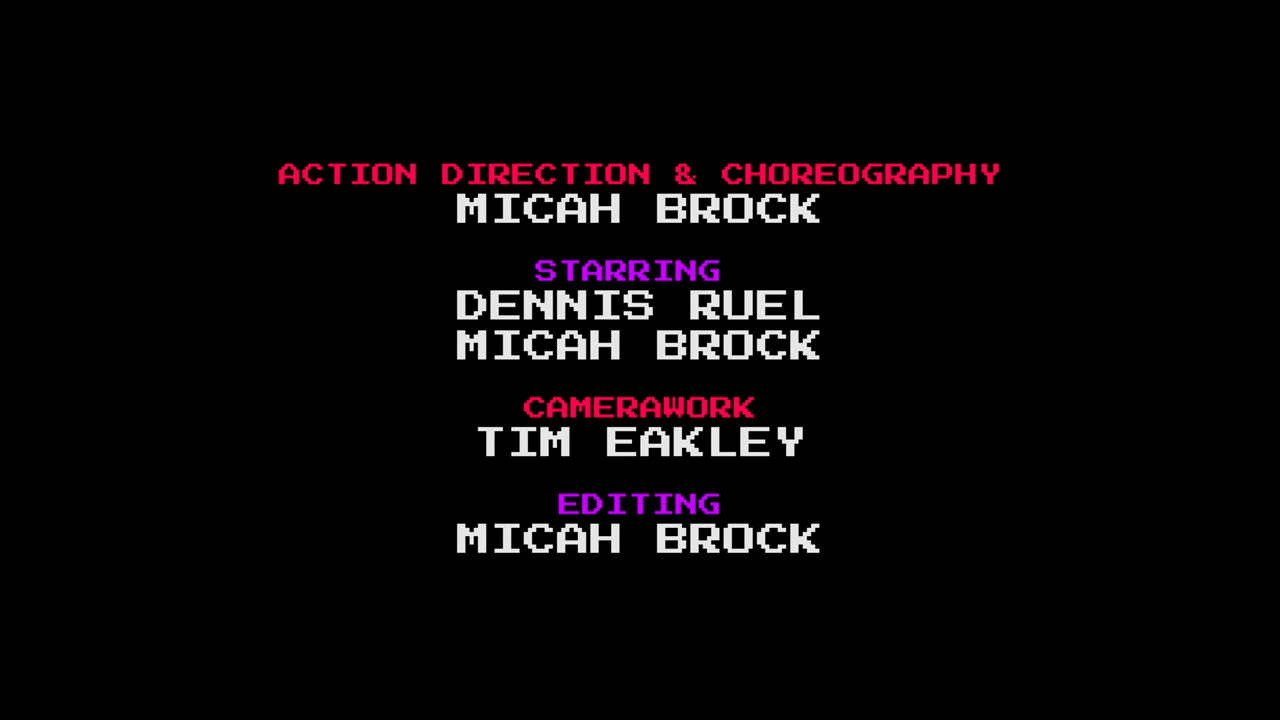 ACTION DIRECTION & CHOREOGRAPHY
MICAH BROCK
STARRING
DENNIS RUEL
MICAH BROCK
CAMERAWORK
TIM EAKLEY
EDITING
MICAH BROCK